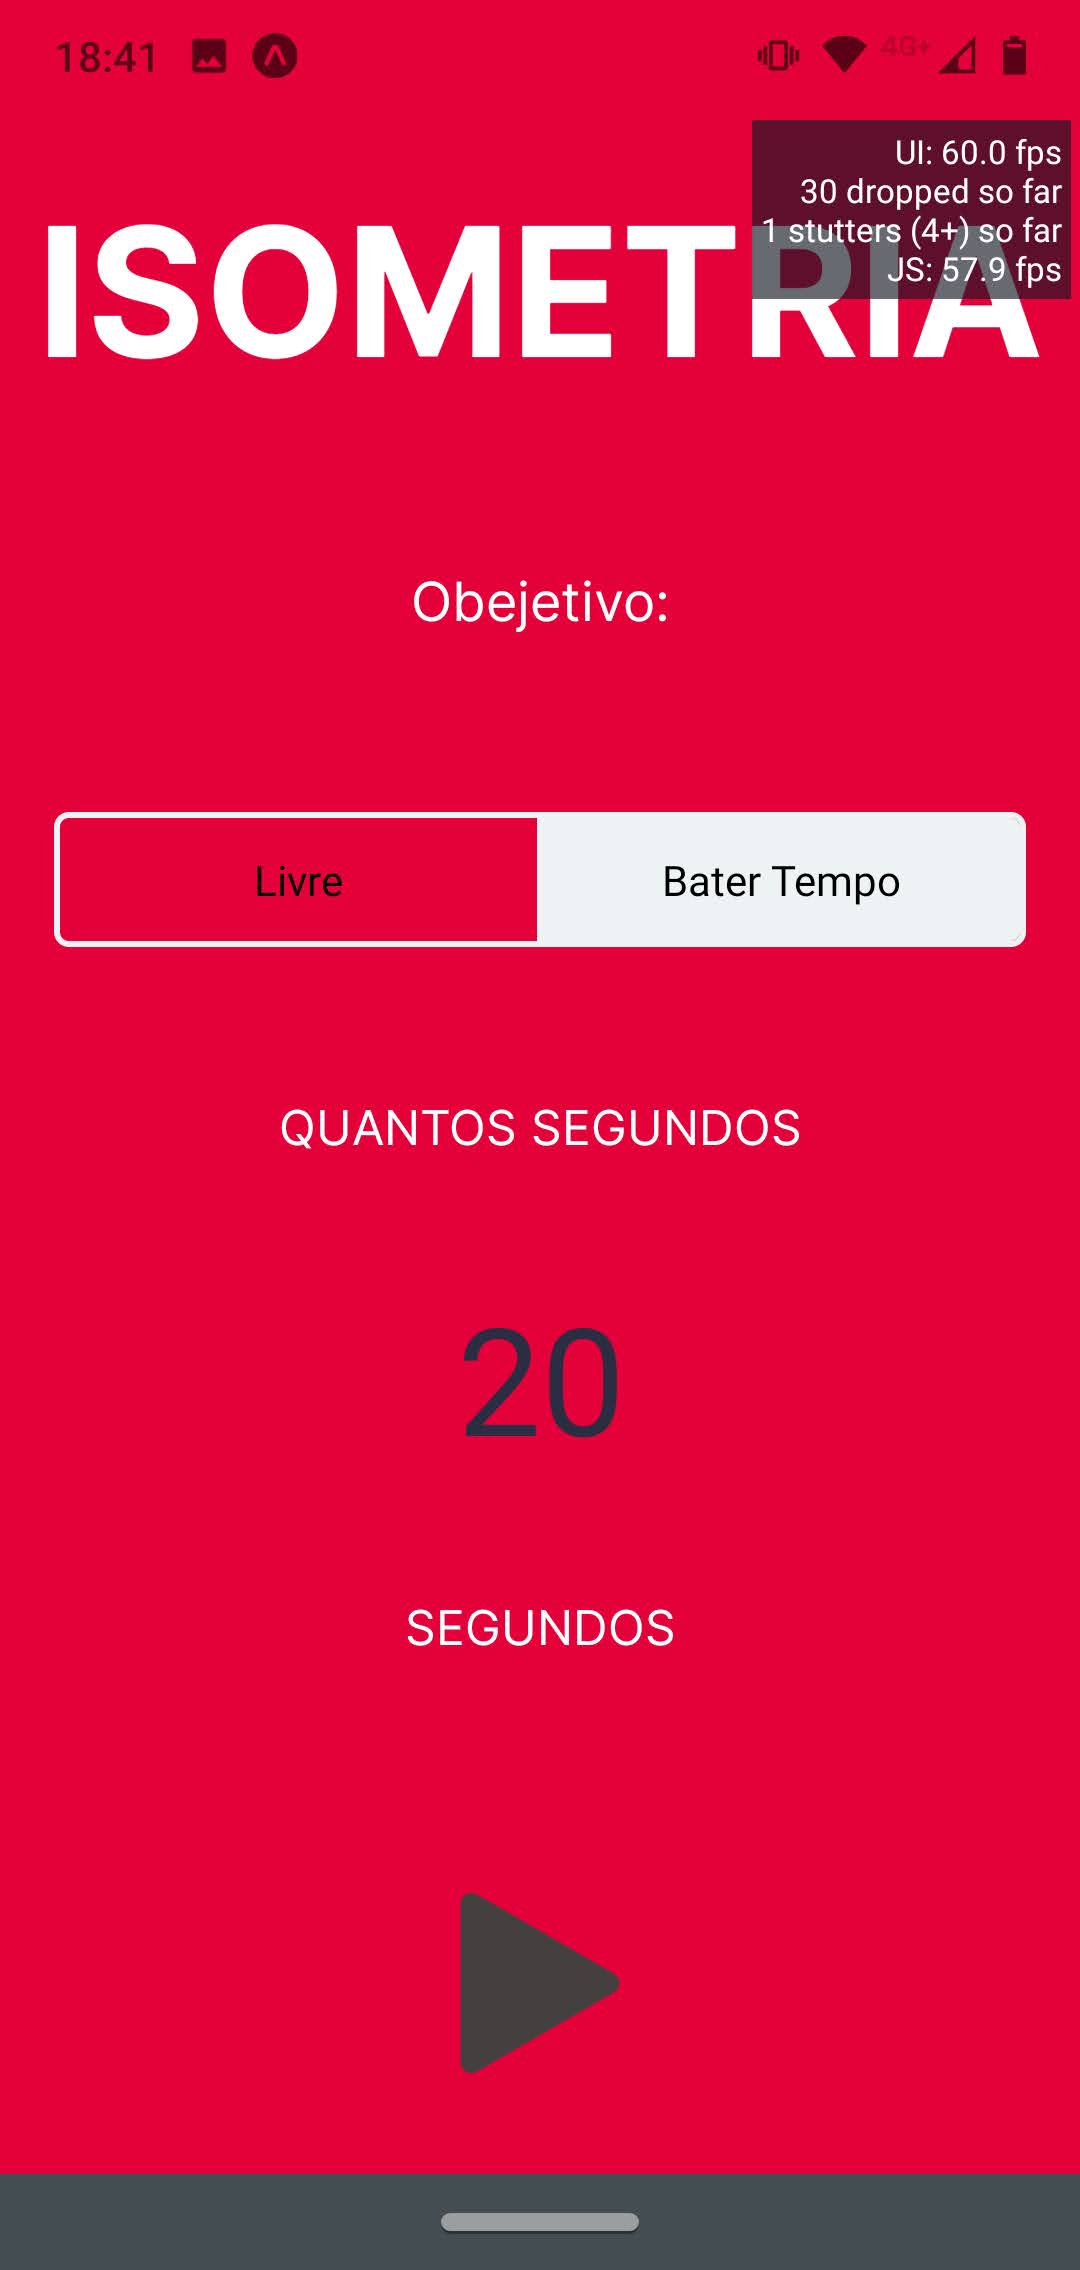 18:41
4G+
UI: 60.0 fps
30 dropped so far
1 stutters (4+) so far
JS: 57.9 fps
ISOMETRIA
Obejetivo:
Livre
Bater Tempo
QUANTOS SEGUNDOS
20
SEGUNDOS